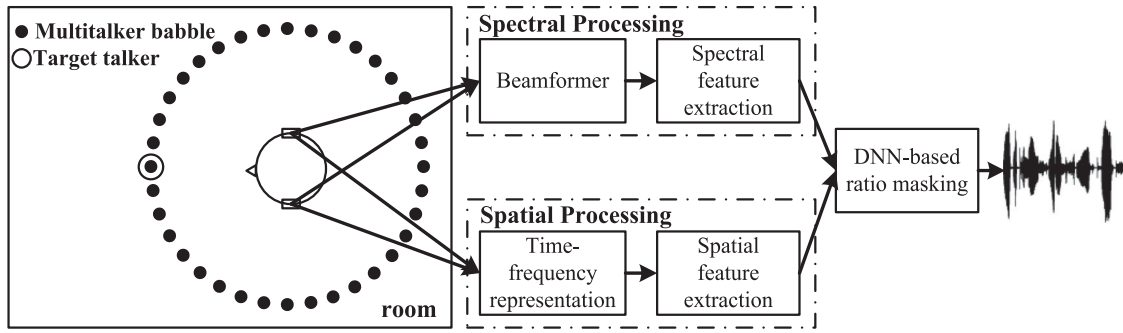 Multitalker babble
Target talker
room
Spectral Processing
Beamformer
Spectral
feature
extraction
Spatial Processing
Time-
frequency
representation
Spatial
feature
extraction
DNN-based
ratio masking